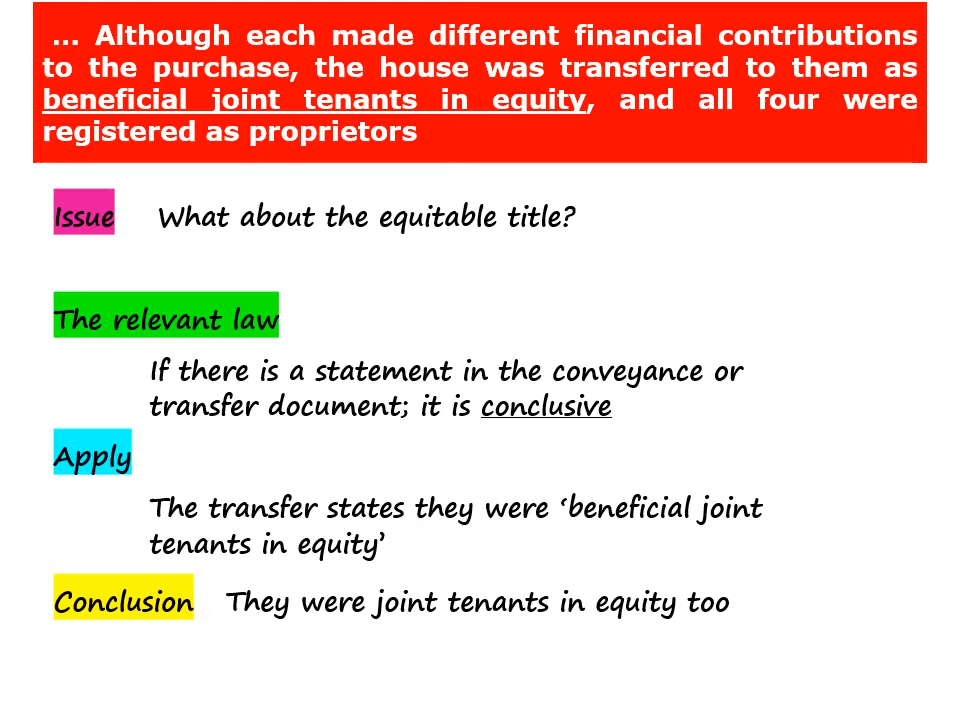 ... Although each made different financial contributions
to the purchase, the house was transferred to them as
beneficial joint tenants in equity, and all four were
registered as proprietors
Issue What about the equitable title?
The relevant law
If there is a statement in the conveyance or
transfer document; it is conclusive
Apply
The transfer states they were ‘beneficial joint
tenants in equity’
Conclusion They were joint tenants in equity too